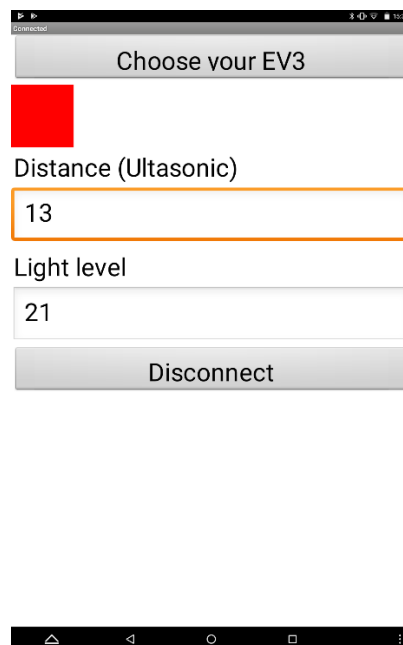 Connected
Choose your EV3
Distance (Ultasonic)
13
Light level
21
Disconnect